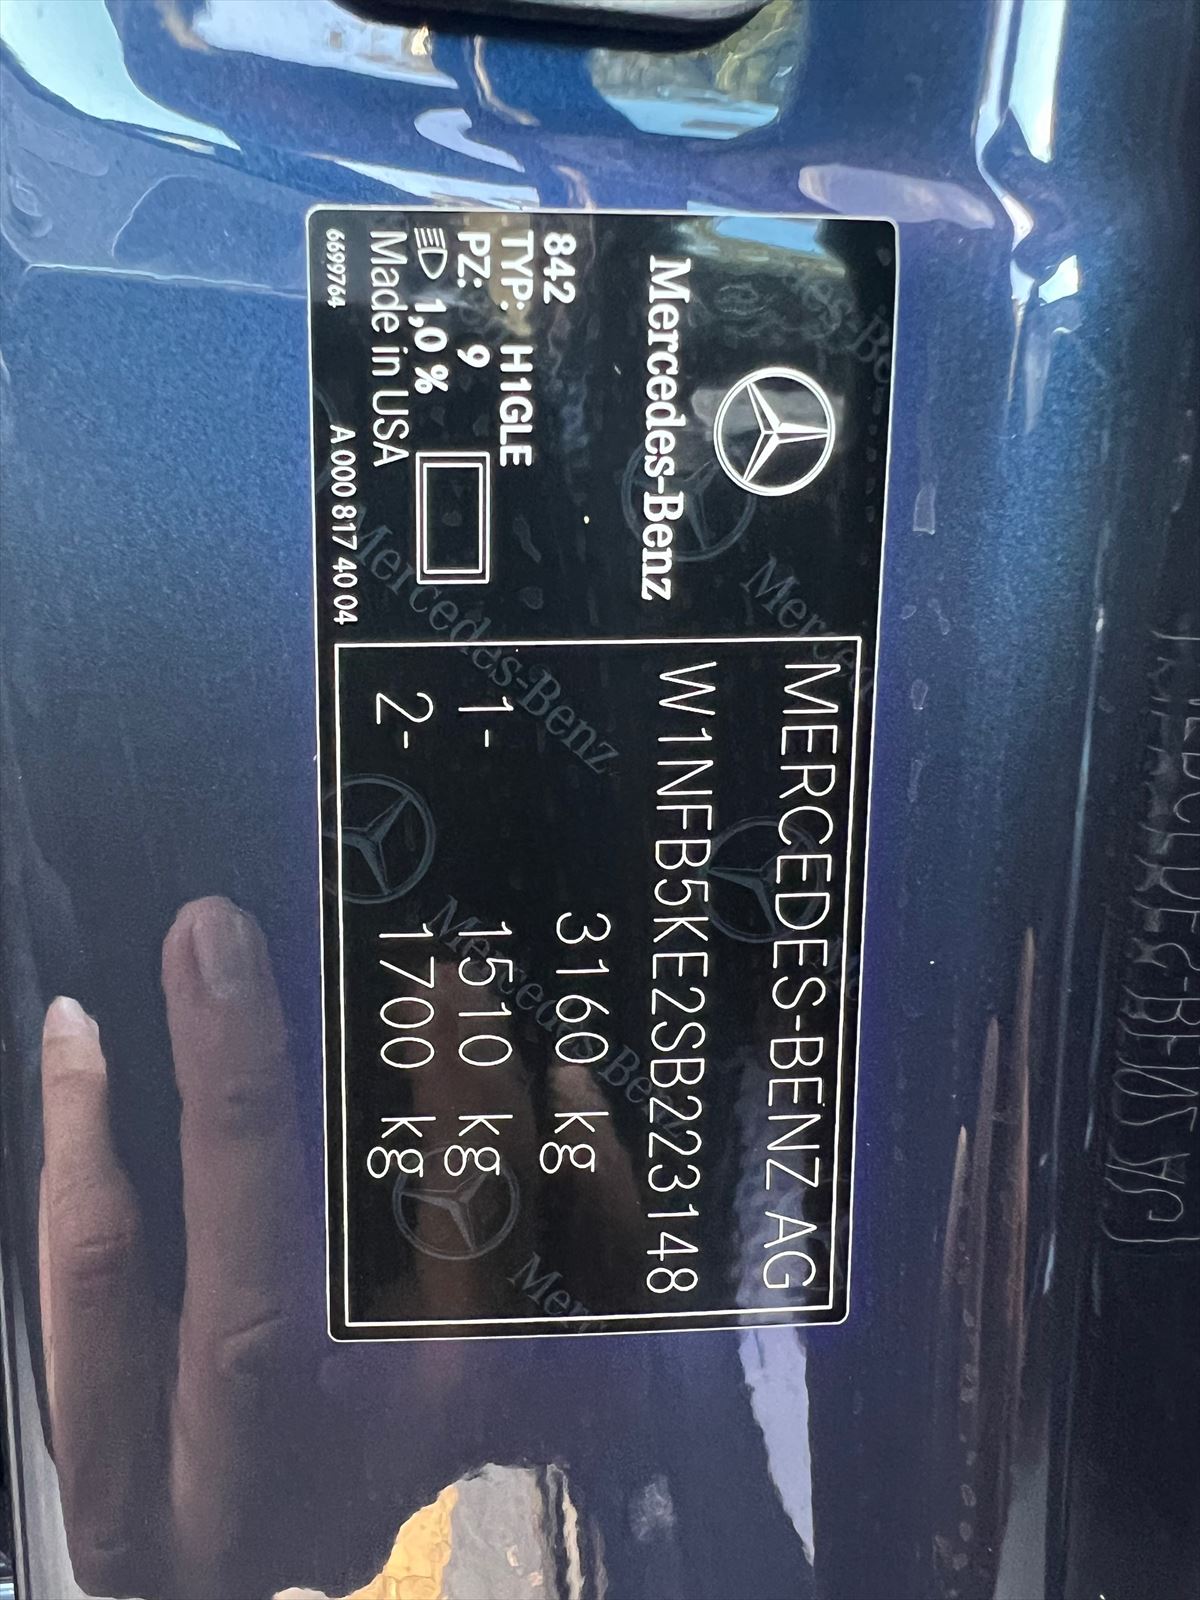 Mercedes-Benz
842
TYP: H1GLE
PZ: 9
1,0 %
Made in USA
6699764 A 000 817 40 04
MERCEDES-BENZ AG
W1NFB5KE2SB223148
3160 kg
1- 1510 kg
2- 1700 kg